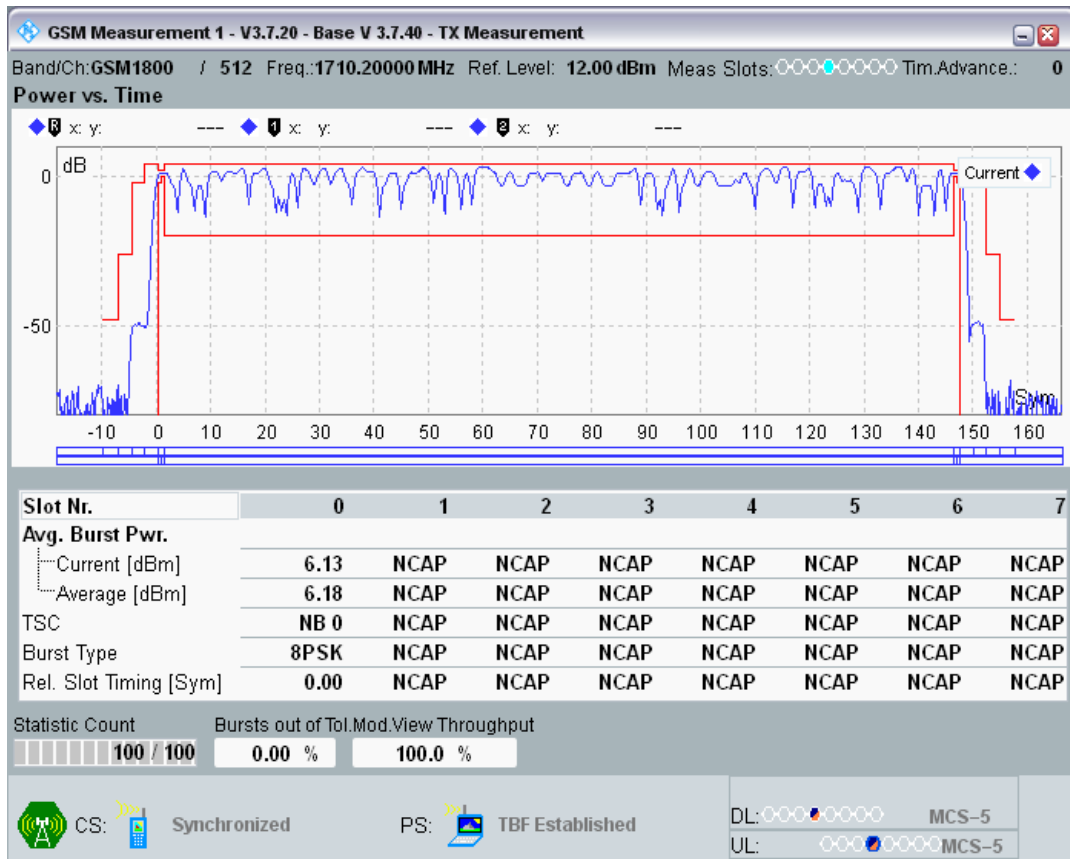 GSM Measurement 1 - V3.7.20 - Base V 3.7.40 - TX Measurement
Band/Ch:GSM1800 / 512 Freq.:1710.20000 MHz Ref. Level: 12.00 dBm Meas Slots: Tim.Advance.: 0
Power vs. Time
R x: y: --- 1 x: y: --- 2 x: y: ---
dB
Current
0
-50
Sym
-10 0 10 20 30 40 50 60 70 80 90 100 110 120 130 140 150 160
Slot Nr. 0 1 2 3 4 5 6 7
Avg. Burst Pwr.
Current [dBm] 6.13 NCAP NCAP NCAP NCAP NCAP NCAP NCAP
Average [dBm] 6.18 NCAP NCAP NCAP NCAP NCAP NCAP NCAP
TSC NB 0 NCAP NCAP NCAP NCAP NCAP NCAP NCAP
Burst Type 8PSK NCAP NCAP NCAP NCAP NCAP NCAP NCAP
Rel. Slot Timing [Sym] 0.00 NCAP NCAP NCAP NCAP NCAP NCAP NCAP
Statistic Count Bursts out of Tol.Mod.View Throughput
100 / 100 0.00 % 100.0 %
CS: Synchronized PS: TBF Established
DL: MCS-5
UL: MCS-5